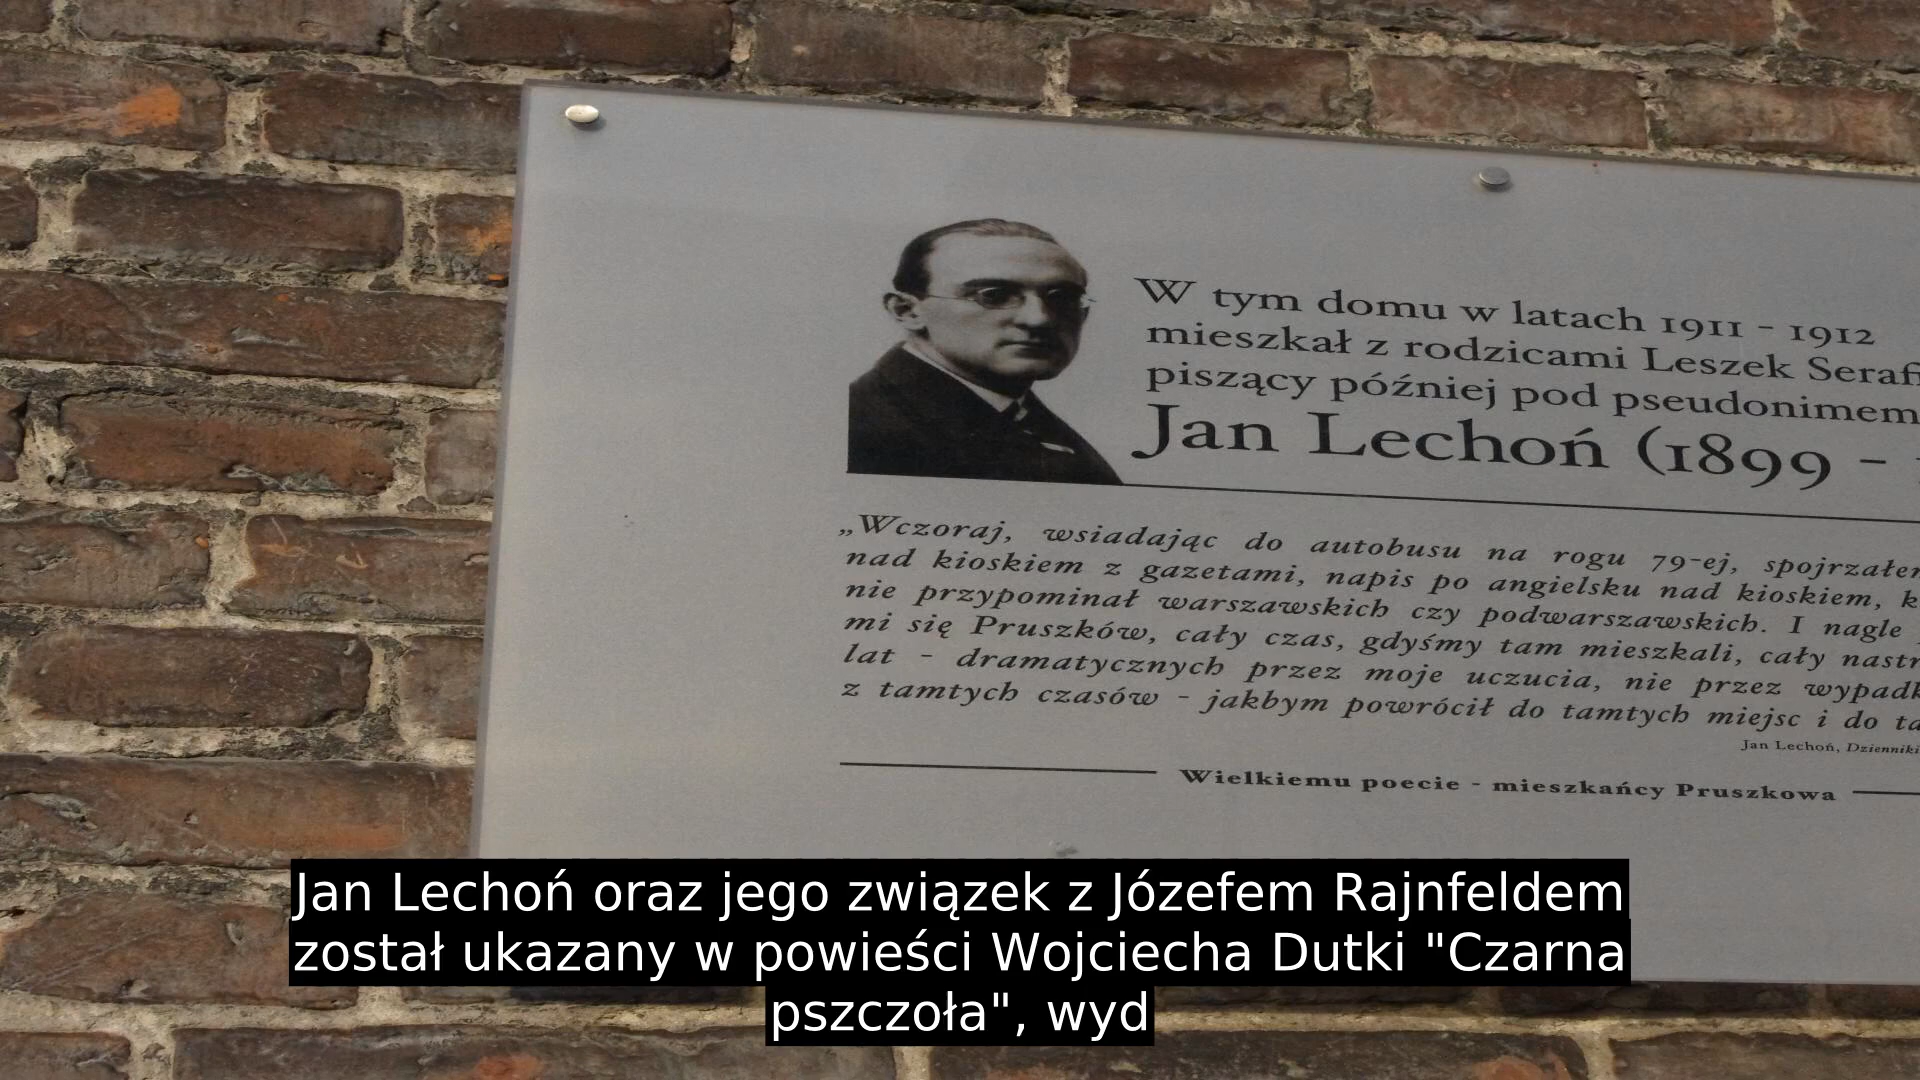 W tym domu w latach 1911 - 1912
mieszkał z rodzicami Leszek
piszący później pod pseudonimem
Jan Lechoń (1899 -
„Wczoraj, wsiadając do autobusu na rogu 79-ej,
nad kioskiem z gazetami, napis po angielsku nad kioskiem,
nie przypominał warszawskich czy podwarszawskich. I nagle
mi się Pruszków, cały czas, gdyśmy tam mieszkali, cały
lat - dramatycznych przez moje uczucia, nie przez
z tamtych czasów - jakbym powrócił do tamtych miejsc i do
Jan Lechoń, Dzienniki
Wielkiemu poecie - mieszkańcy Pruszkowa
Jan Lechoń oraz jego związek z Józefem Rajnfeldem
został ukazany w powieści Wojciecha Dutki "Czarna
pszczoła", wyd